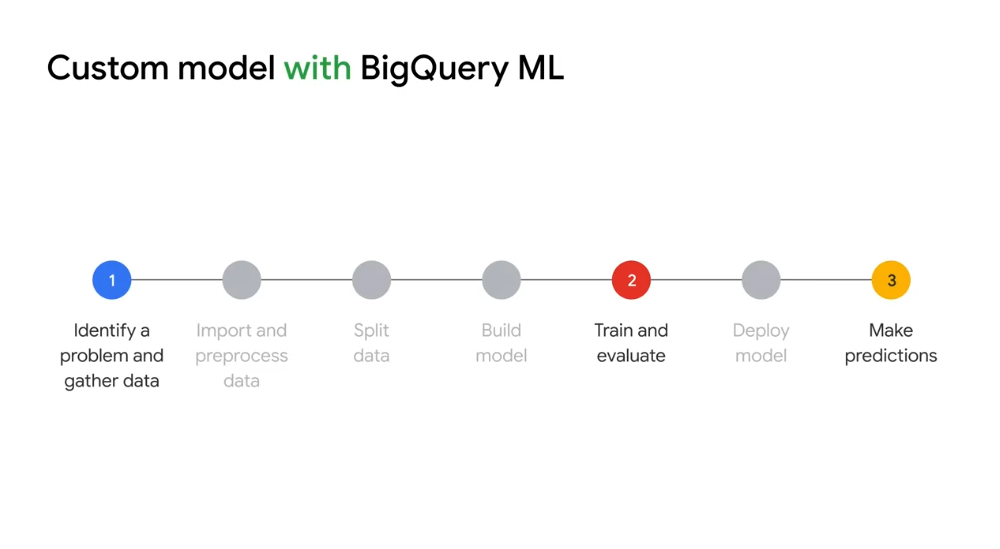 Custom model with BigQuery ML
1
2
3
Identify a
problem and
gather data
Import and
preprocess
data
Split
data
Build
model
Train and
evaluate
Deploy
model
Make
predictions